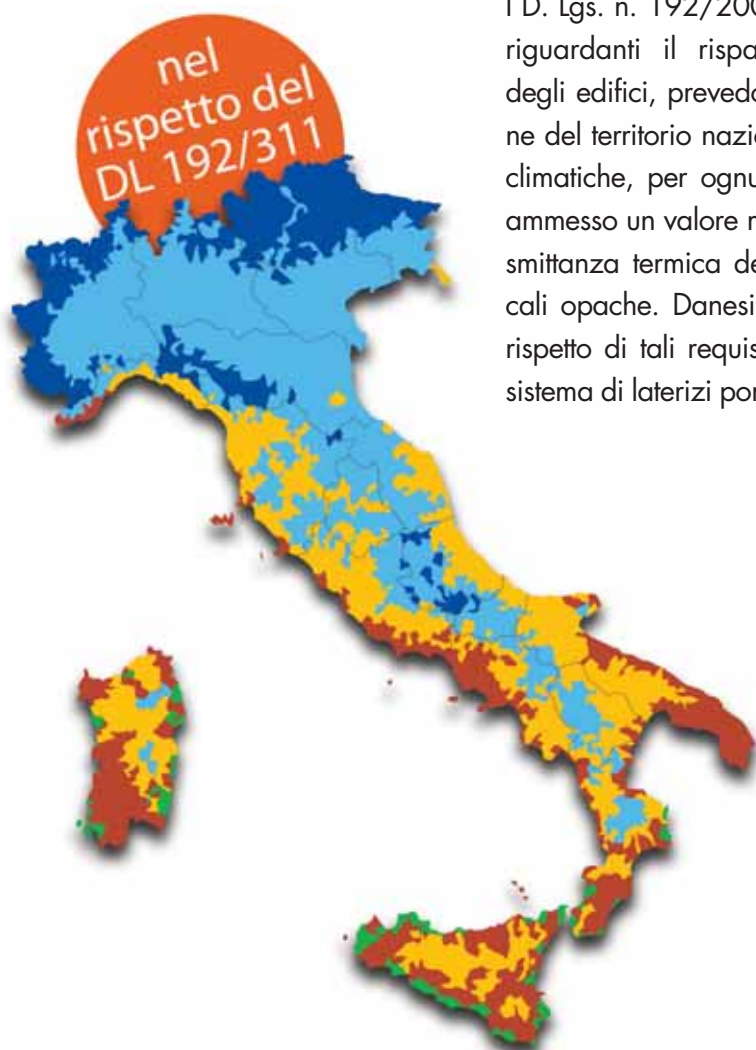 nel
rispetto del
DL 192/311
I D. Lgs. n. 192/200
riguardanti il rispa
degli edifici, preved
ne del territorio nazi
climatiche, per ognu
ammesso un valore
smittanza termica de
cali opache. Danesi
rispetto di tali requis
sistema di laterizi por